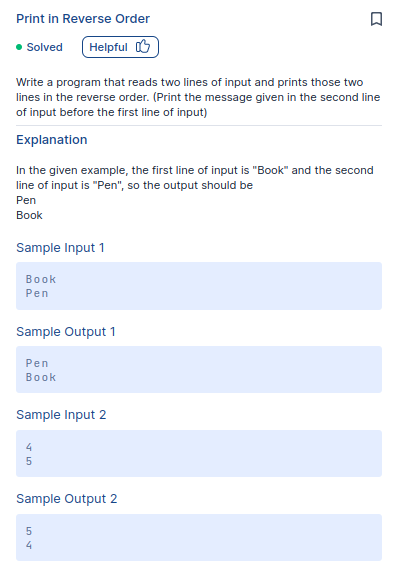 Print in Reverse Order
Solved
Helpful
Write a program that reads two lines of input and prints those two
lines in the reverse order. (Print the message given in the second line
of input before the first line of input)
Explanation
In the given example, the first line of input is "Book" and the second
line of input is "Pen", so the output should be
Pen
Book
Sample Input 1
Book
Pen
Sample Output 1
Pen
Book
Sample Input 2
4
5
Sample Output 2
5
4